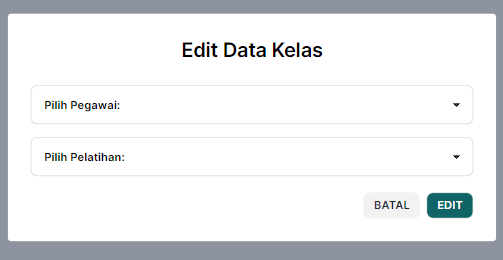 Edit Data Kelas
Pilih Pegawai:
Pilih Pelatihan:
BATAL EDIT